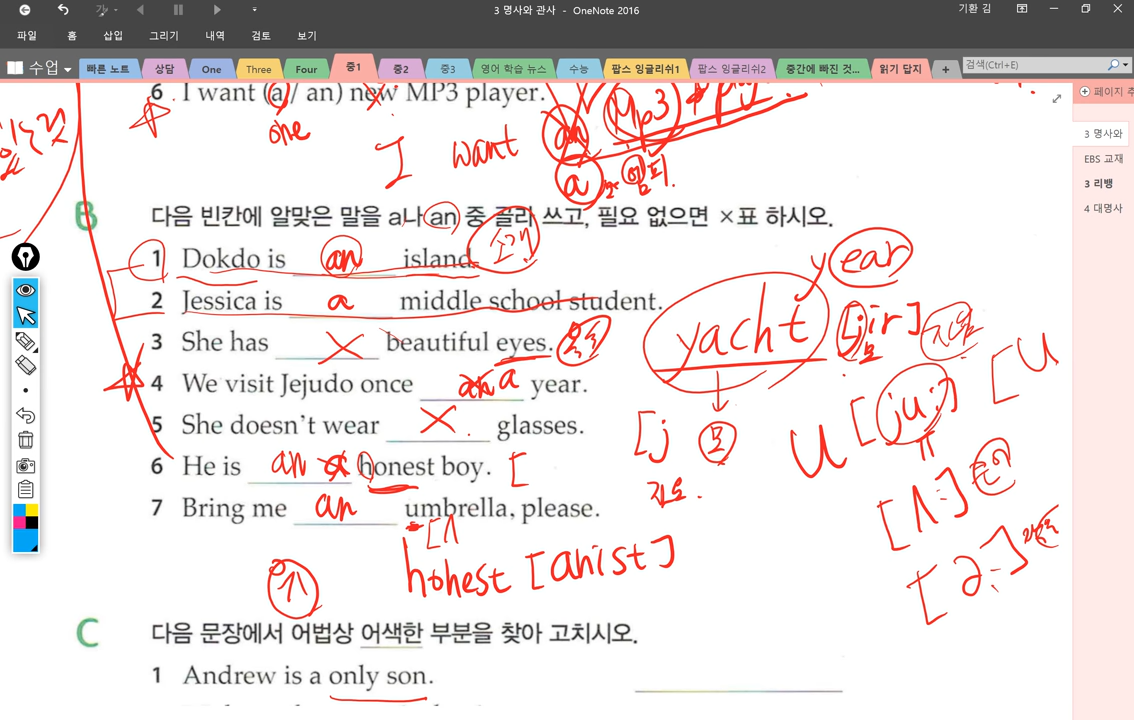 3 명사와 관사 - OneNote 2016
기환 김
파일 홈 삽입 그리기 내역 검토 보기
수업
빠른 노트 상담 One Three Four 중1 중2 중3 영어 학습 뉴스 수능 팝스 잉글리쉬1 팝스 잉글리쉬2 중간에 빠진 것... 읽기 답지 +
검색(Ctrl+E)
페이지 추
3 명사와
EBS 교재
3 리뱅
4 대명사
6 I want (a / an) new MP3 player.
one
I want an Mp3
a
B
다음 빈칸에 알맞은 말을 a나 an 중 골라 쓰고, 필요 없으면 ×표 하시오.
1 Dokdo is an island.
2 Jessica is a middle school student.
3 She has × beautiful eyes.
4 We visit Jejudo once an a year.
5 She doesn't wear × glasses.
6 He is an a honest boy. [
7 Bring me an umbrella, please.
[ʌ
honest [anist]
year
yacht
[jir]
[j
u [ju:]
[u
[ʌ:]
[ə:]
C
다음 문장에서 어법상 어색한 부분을 찾아 고치시오.
1 Andrew is a only son.